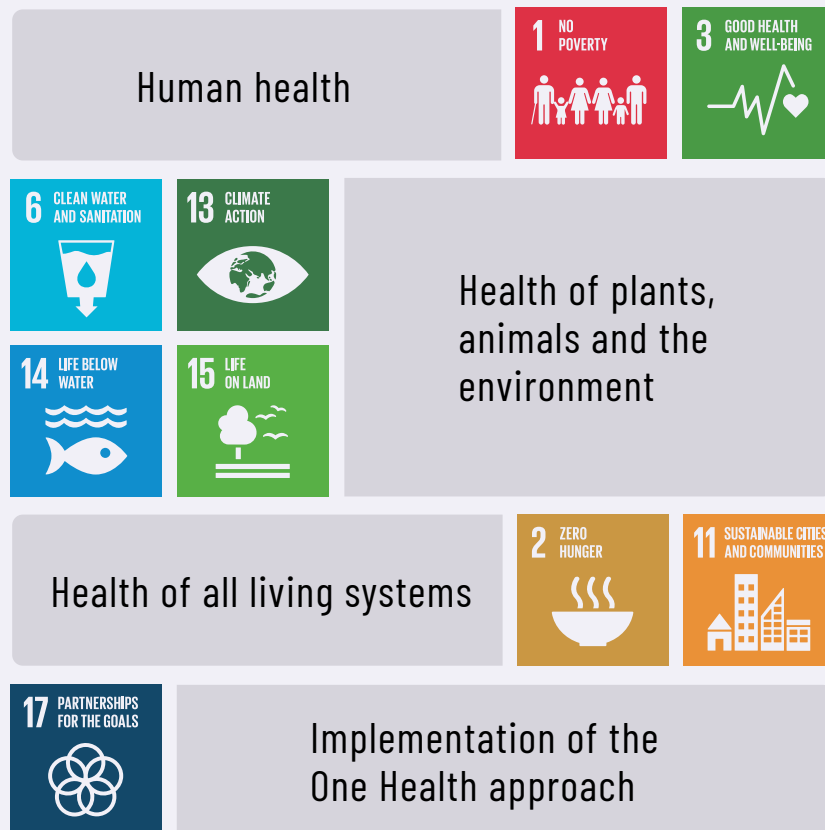 Human health
1 NO
POVERTY
3 GOOD HEALTH
AND WELL-BEING
6 CLEAN WATER
AND SANITATION
13 CLIMATE
ACTION
Health of plants,
animals and the
environment
14 LIFE BELOW
WATER
15 LIFE
ON LAND
Health of all living systems
2 ZERO
HUNGER
11 SUSTAINABLE CITIES
AND COMMUNITIES
17 PARTNERSHIPS
FOR THE GOALS
Implementation of the
One Health approach